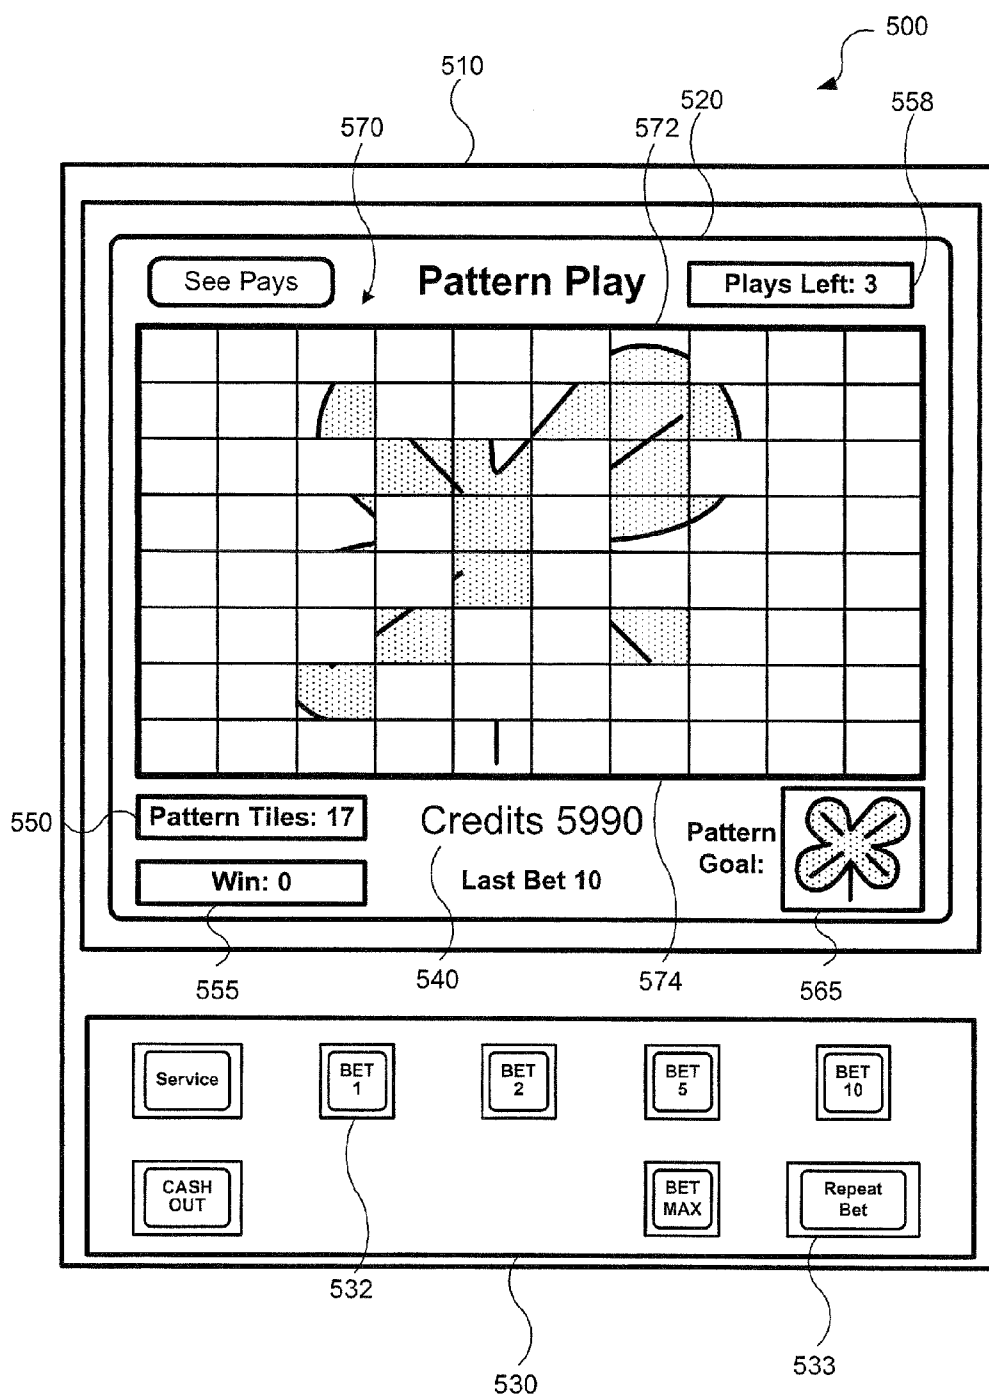 500
510
520
558
570
572
See Pays
Pattern Play
Plays Left: 3
550
Pattern Tiles: 17
Credits 5990
Pattern
Goal:
Win: 0
Last Bet 10
555
540
574
565
Service
BET
1
BET
2
BET
5
BET
10
CASH
OUT
BET
MAX
Repeat
Bet
532
530
533